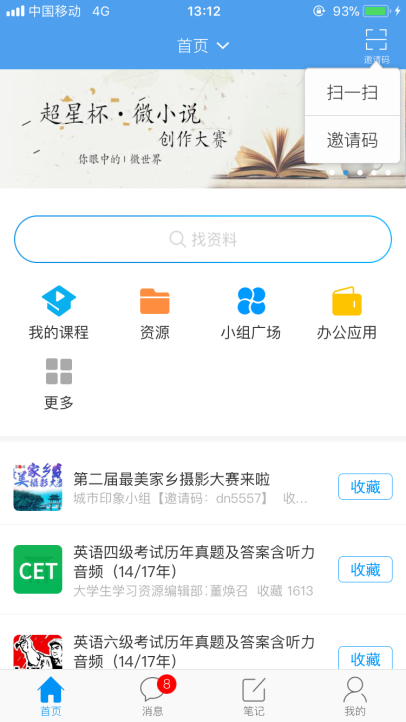 中国移动 4G 13:12 93%
首页
邀请码
扫一扫
邀请码
超星杯·微小说
创作大赛
你眼中的微世界
找资料
我的课程 资源 小组广场 办公应用
更多
第二届最美家乡摄影大赛来啦
城市印象小组【邀请码：dn5557】 收...
收藏
英语四级考试历年真题及答案含听力
音频（14/17年）
大学生学习资源编辑部:董焕召 收藏 1613
收藏
CET
英语六级考试历年真题及答案含听力
音频（14/17年）
收藏
8
首页 消息 笔记 我的